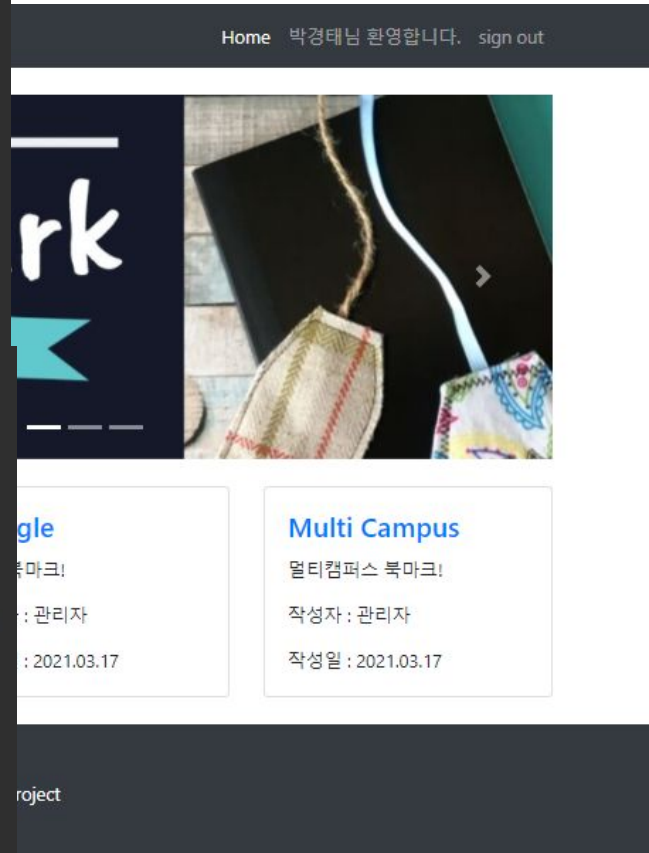 Home 박경태님 환영합니다. sign out
rk
gle
Multi Campus
북마크!
멀티캠퍼스 북마크!
: 관리자
작성자 : 관리자
: 2021.03.17
작성일 : 2021.03.17
roject